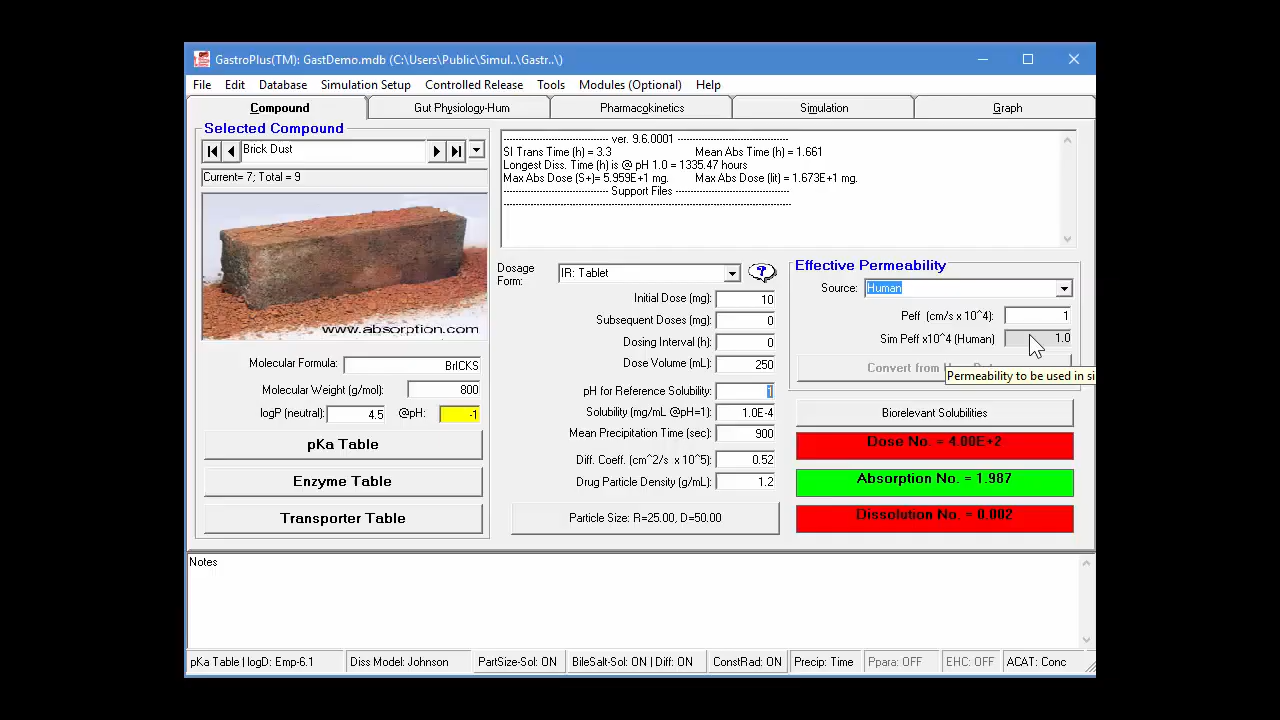 GastroPlus(TM): GastDemo.mdb (C:\Users\Public\Simul..\Gastr..\)
File Edit Database Simulation Setup Controlled Release Tools Modules (Optional) Help
Compound Gut Physiology-Hum Pharmacokinetics Simulation Graph
Selected Compound
Brick Dust
Current= 7; Total = 9
www.absorption.com
Molecular Formula: BrICKS
Molecular Weight (g/mol): 800
logP (neutral): 4.5 @pH: -1
pKa Table
Enzyme Table
Transporter Table
---------------------------------- ver. 9.6.0001 -----------------------------------
SI Trans Time (h) = 3.3 Mean Abs Time (h) = 1.661
Longest Diss. Time (h) is @ pH 1.0 = 1335.47 hours
Max Abs Dose (S+)= 5.959E+1 mg. Max Abs Dose (lit) = 1.673E+1 mg.
---------------------------------- Support Files -----------------------------------
------------------------------------------------------------------------------------------
Dosage Form: IR: Tablet
Initial Dose (mg): 10
Subsequent Doses (mg): 0
Dosing Interval (h): 0
Dose Volume (mL): 250
pH for Reference Solubility: 1
Solubility (mg/mL @pH=1): 1.0E-4
Mean Precipitation Time (sec): 900
Diff. Coeff. (cm^2/s x 10^5): 0.52
Drug Particle Density (g/mL): 1.2
Particle Size: R=25.00, D=50.00
Effective Permeability
Source: Human
Peff (cm/s x 10^4): 1
Sim Peff x10^4 (Human) 1.0
Convert from
Permeability to be used in si
Biorelevant Solubilities
Dose No. = 4.00E+2
Absorption No. = 1.987
Dissolution No. = 0.002
Notes
pKa Table | logD: Emp-6.1 Diss Model: Johnson PartSize-Sol: ON BileSalt-Sol: ON | Diff: ON ConstRad: ON Precip: Time Ppara: OFF EHC: OFF ACAT: Conc